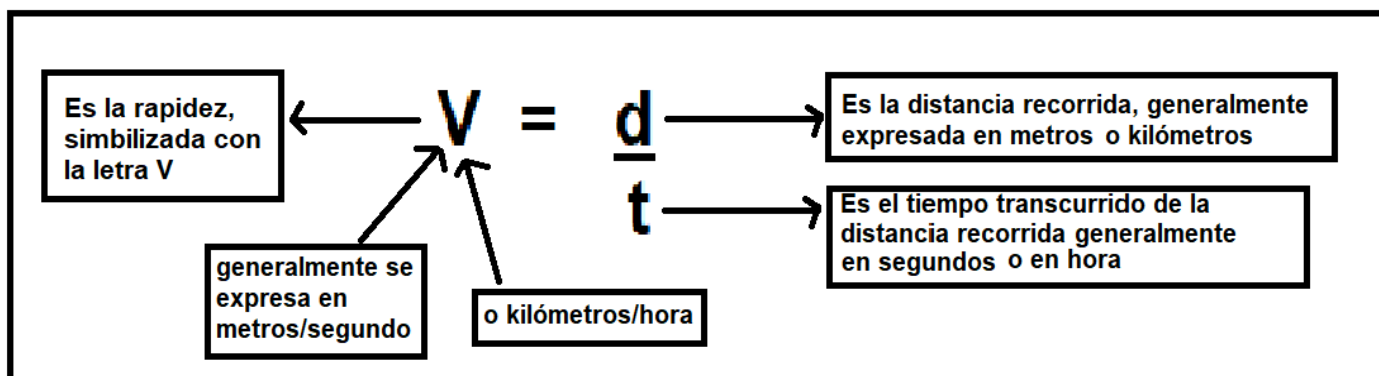 Es la rapidez,
simbilizada con
la letra V
V = d
t
Es la distancia recorrida, generalmente
expresada en metros o kilómetros
Es el tiempo transcurrido de la
distancia recorrida generalmente
en segundos o en hora
generalmente se
expresa en
metros/segundo
o kilómetros/hora